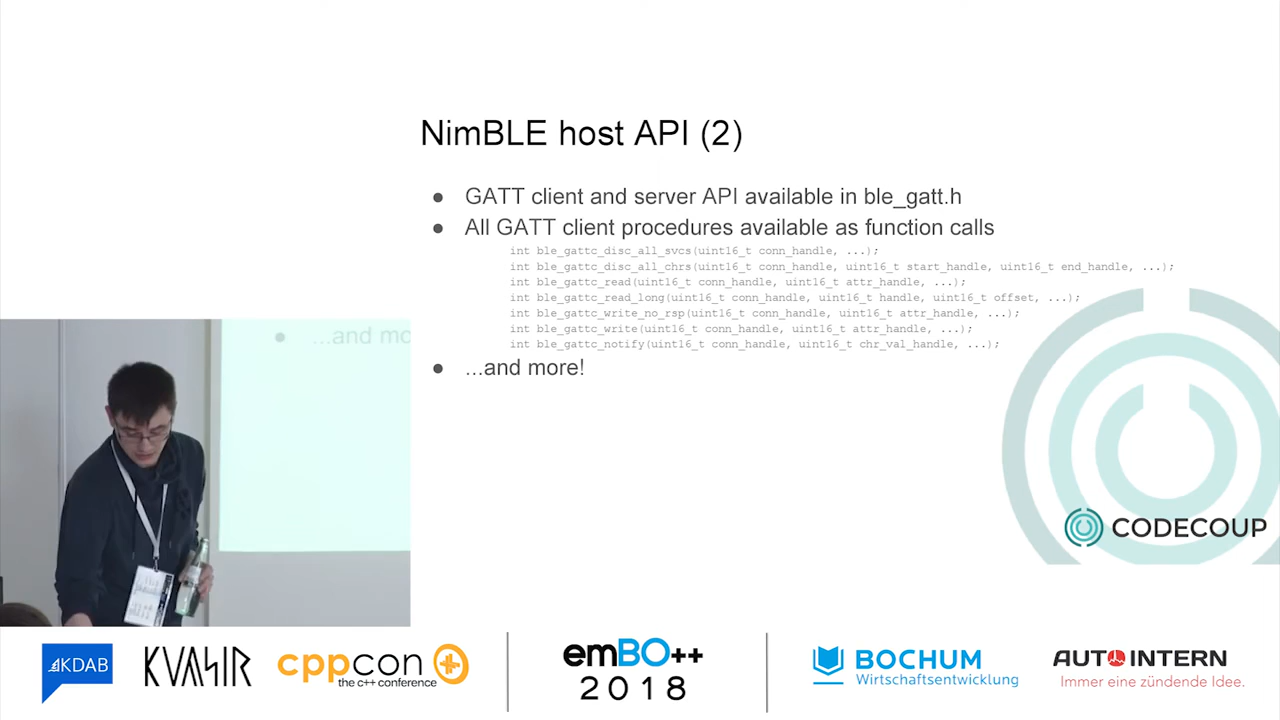 NimBLE host API (2)
● GATT client and server API available in ble_gatt.h
● All GATT client procedures available as function calls
int ble_gattc_disc_all_svcs(uint16_t conn_handle, ...);
int ble_gattc_disc_all_chrs(uint16_t conn_handle, uint16_t start_handle, uint16_t end_handle, ...);
int ble_gattc_read(uint16_t conn_handle, uint16_t attr_handle, ...);
int ble_gattc_read_long(uint16_t conn_handle, uint16_t handle, uint16_t offset, ...);
int ble_gattc_write_no_rsp(uint16_t conn_handle, uint16_t attr_handle, ...);
int ble_gattc_write(uint16_t conn_handle, uint16_t attr_handle, ...);
int ble_gattc_notify(uint16_t conn_handle, uint16_t chr_val_handle, ...);
● ...and more!
● ...and mo
CODECOUP
KDAB
KVASIR
cppcon
the c++ conference
emBO++
2018
BOCHUM
Wirtschaftsentwicklung
AUTOINTERN
Immer eine zündende Idee.